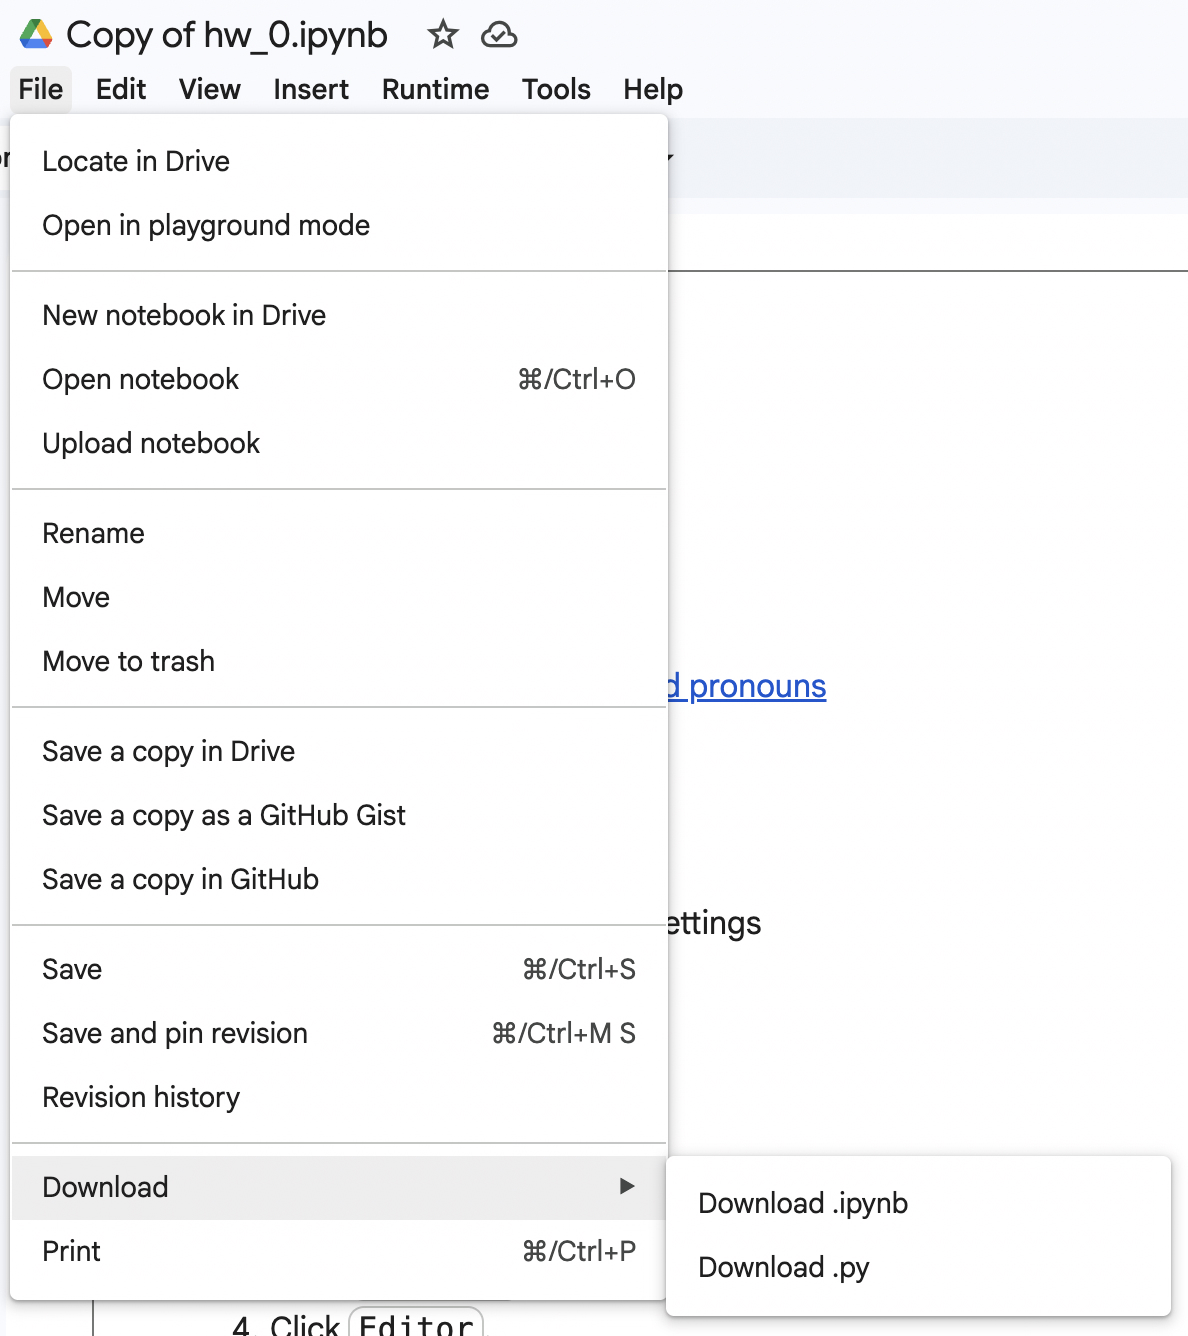 Copy of hw_0.ipynb
File Edit View Insert Runtime Tools Help
Locate in Drive
Open in playground mode
New notebook in Drive
Open notebook ⌘/Ctrl+O
Upload notebook
Rename
Move
Move to trash
d pronouns
Save a copy in Drive
Save a copy as a GitHub Gist
Save a copy in GitHub
ettings
Save ⌘/Ctrl+S
Save and pin revision ⌘/Ctrl+M S
Revision history
Download ▶
Download .ipynb
Print ⌘/Ctrl+P
Download .py
4. Click Editor.